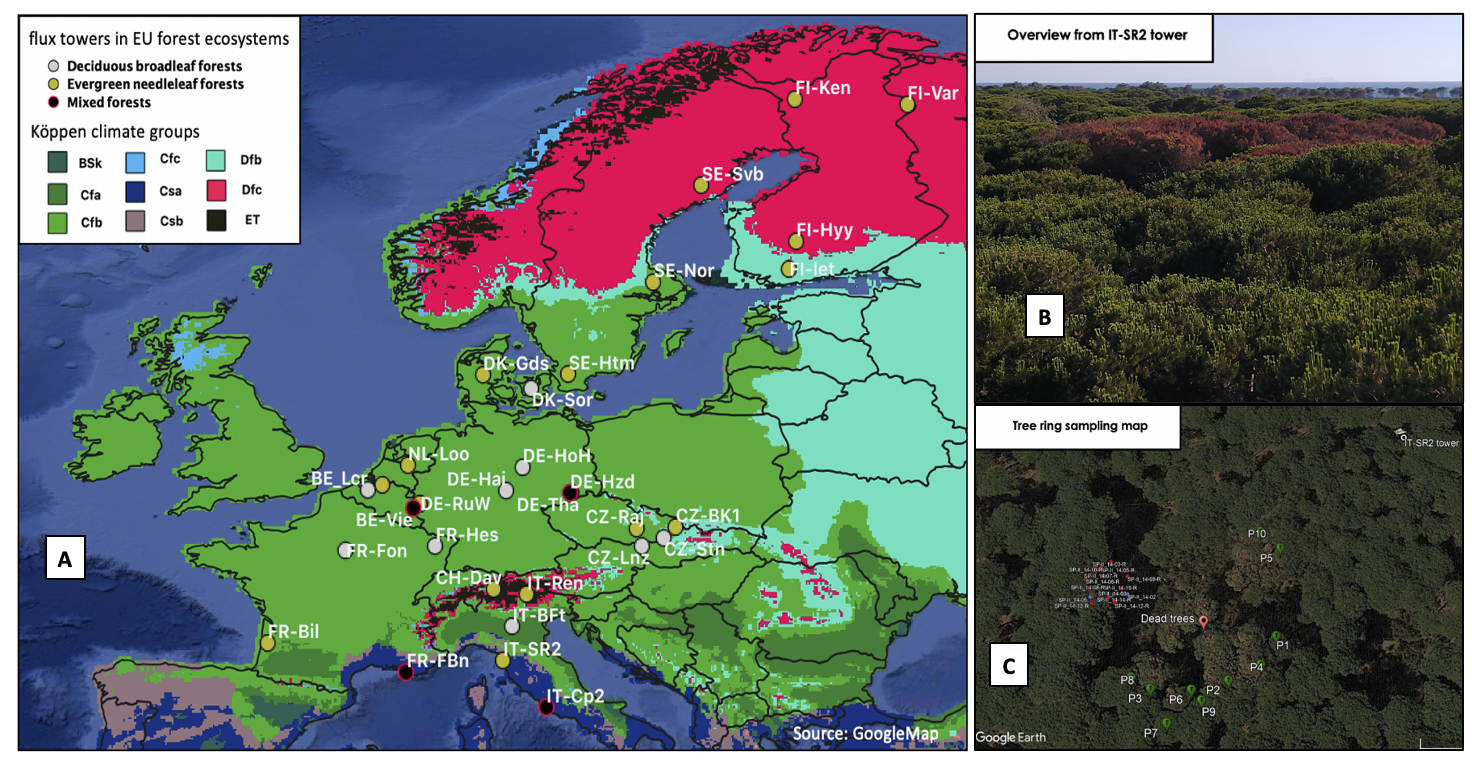 flux towers in EU forest ecosystems
Deciduous broadleaf forests
Evergreen needleleaf forests
Mixed forests
Köppen climate groups
BSk
Cfc
Dfb
Cfa
Csa
Dfc
Cfb
Csb
ET
FI-Ken
FI-Var
SE-Svb
FI-Hyy
FI-let
SE-Nor
DK-Gds
SE-Htm
DK-Sor
NL-Loo
DE-HoH
BE_Lcr
DE-Hai
DE-Hzd
DE-RuW
DE-Tha
BE-Vie
CZ-Raj
CZ-BK1
FR-Hes
FR-Fon
CZ-Lnz
CZ-Stn
CH-Dav
IT-Ren
IT-BFt
FR-Bil
IT-SR2
FR-FBn
IT-Cp2
Source: GoogleMap
A
Overview from IT-SR2 tower
B
Tree ring sampling map
IT-SR2 tower
P10
P5
Dead trees
P1
P4
P8
P3
P6
P2
P9
P7
C
Google Earth